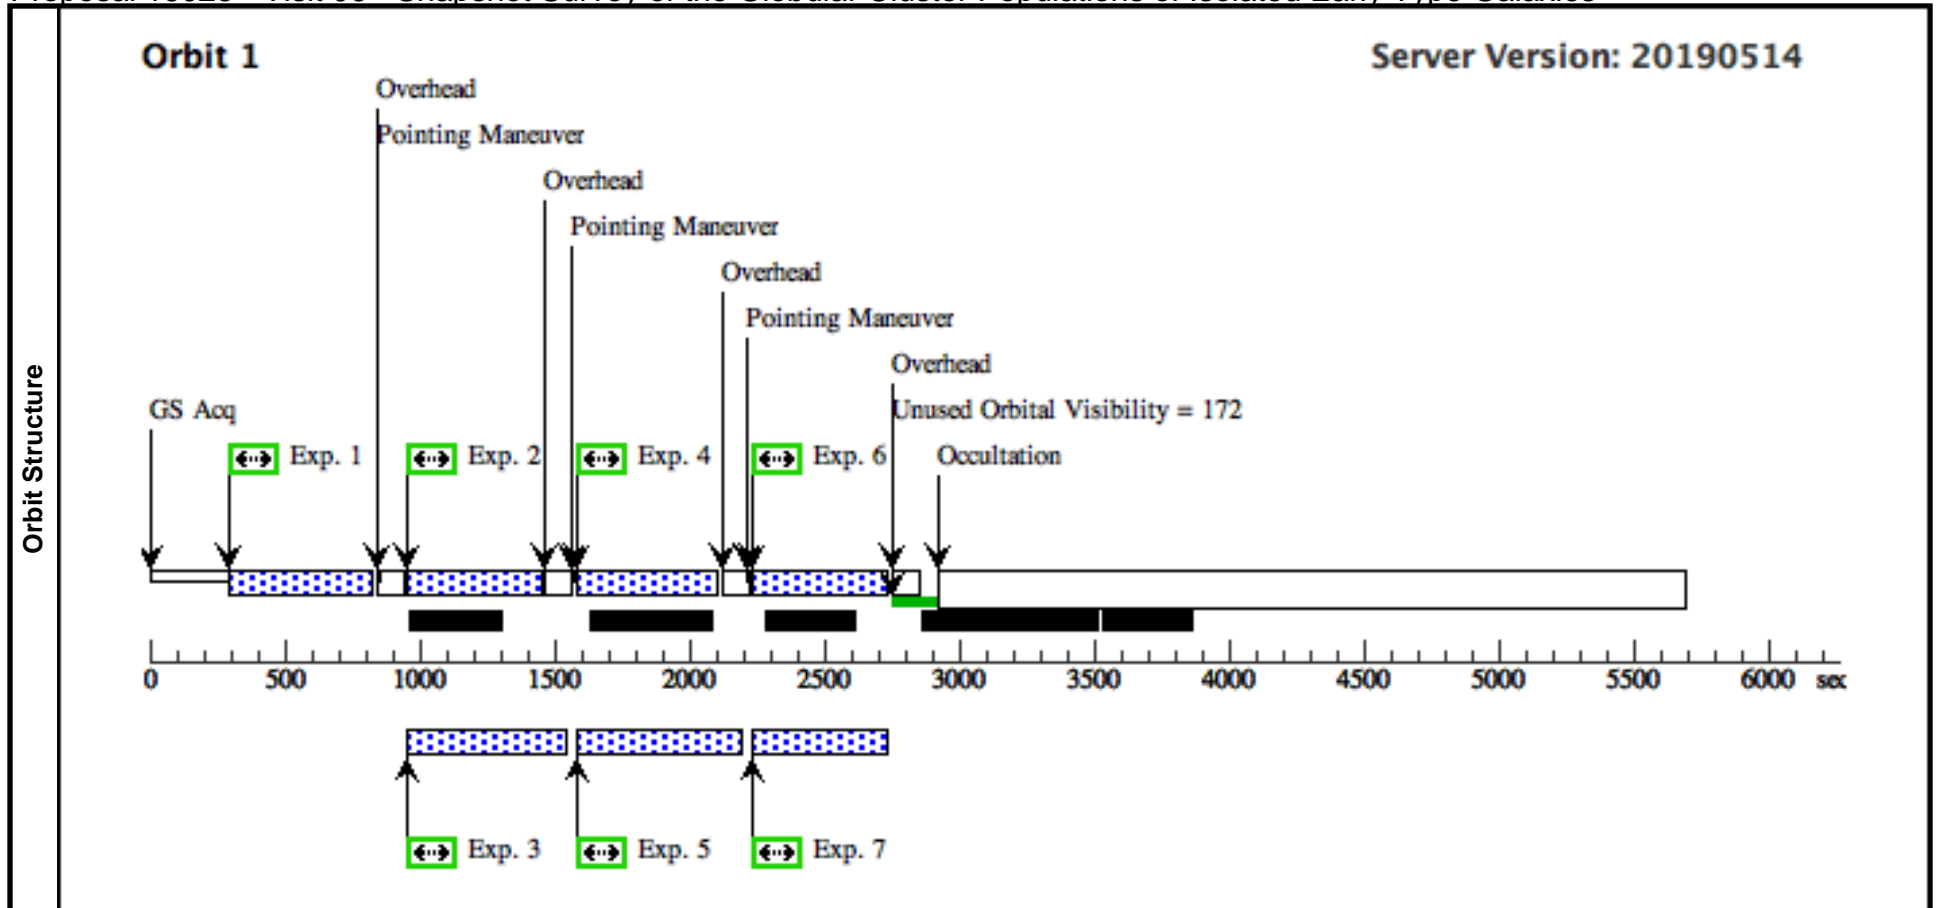 Orbit 1
Server Version: 20190514
Overhead
Pointing Maneuver
Overhead
Pointing Maneuver
Overhead
Pointing Maneuver
Overhead
GS Acq
Unused Orbital Visibility = 172
Exp. 1
Exp. 2
Exp. 4
Exp. 6
Occultation
Orbit Structure
0 500 1000 1500 2000 2500 3000 3500 4000 4500 5000 5500 6000 sec
Exp. 3
Exp. 5
Exp. 7